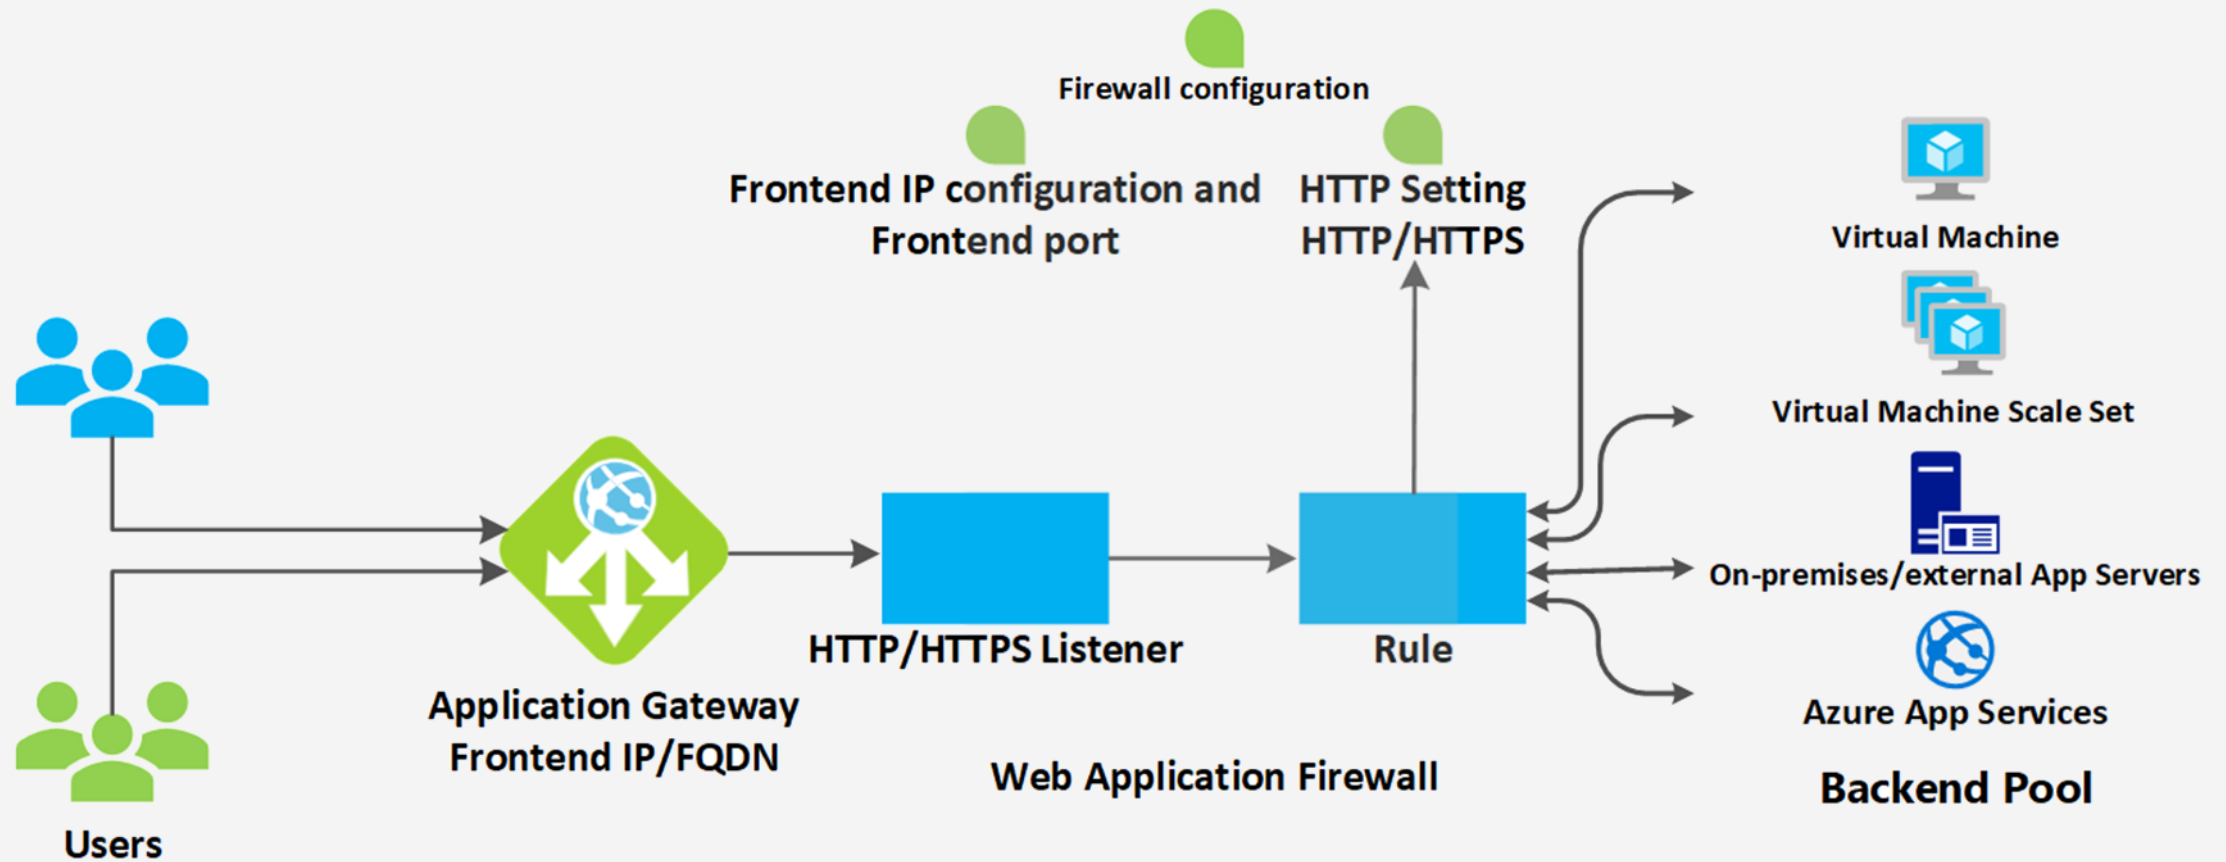 Firewall configuration
Frontend IP configuration and
Frontend port
HTTP Setting
HTTP/HTTPS
Virtual Machine
Virtual Machine Scale Set
On-premises/external App Servers
HTTP/HTTPS Listener
Rule
Application Gateway
Frontend IP/FQDN
Azure App Services
Web Application Firewall
Backend Pool
Users